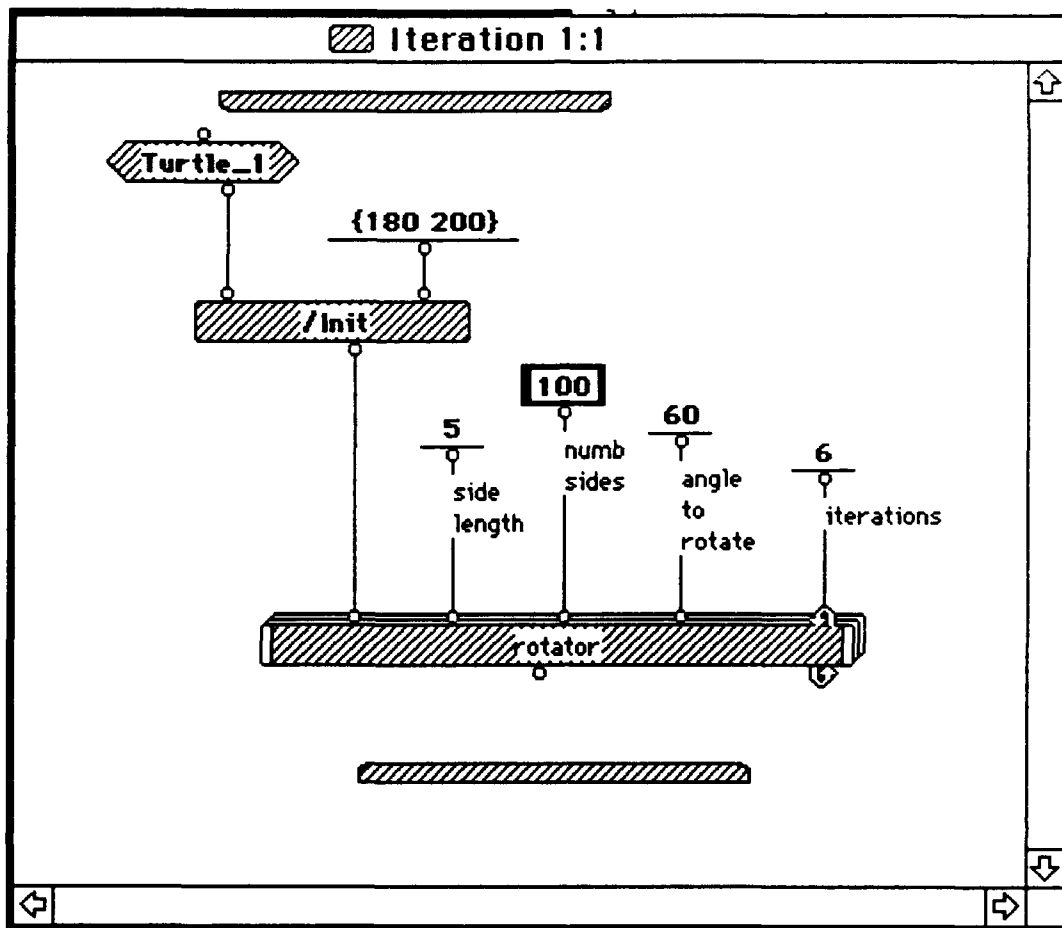 Iteration 1:1
Turtle_1
{180 200}
/Init
100
5
60
6
numb
sides
side
length
angle
to
rotate
iterations
rotator